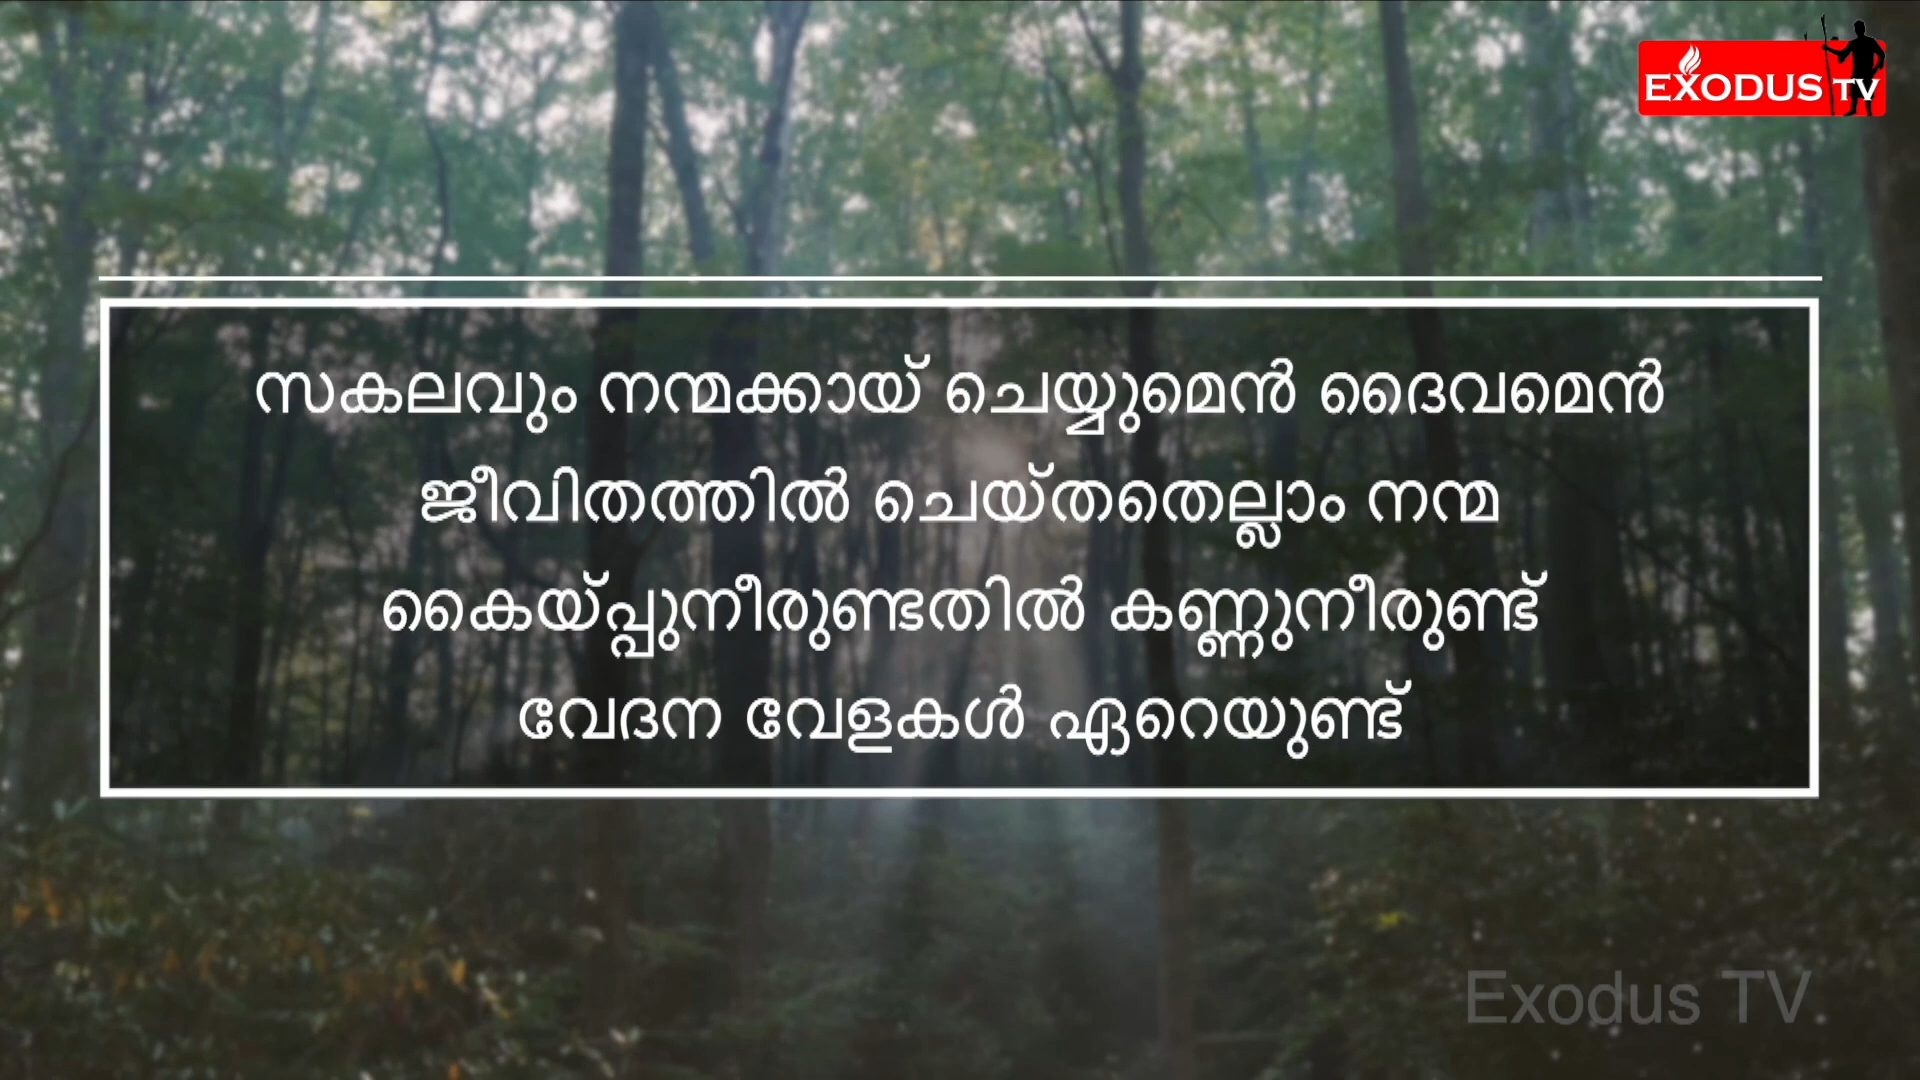 EXODUS TV
സകലവും നന്മക്കായ് ചെയ്യുമെൻ ദൈവമെൻ
ജീവിതത്തിൽ ചെയ്തതെല്ലാം നന്മ
കൈയ്പ്പുനീരുണ്ടതിൽ കണ്ണുനീരുണ്ട്
വേദന വേളകൾ ഏറെയുണ്ട്
Exodus TV